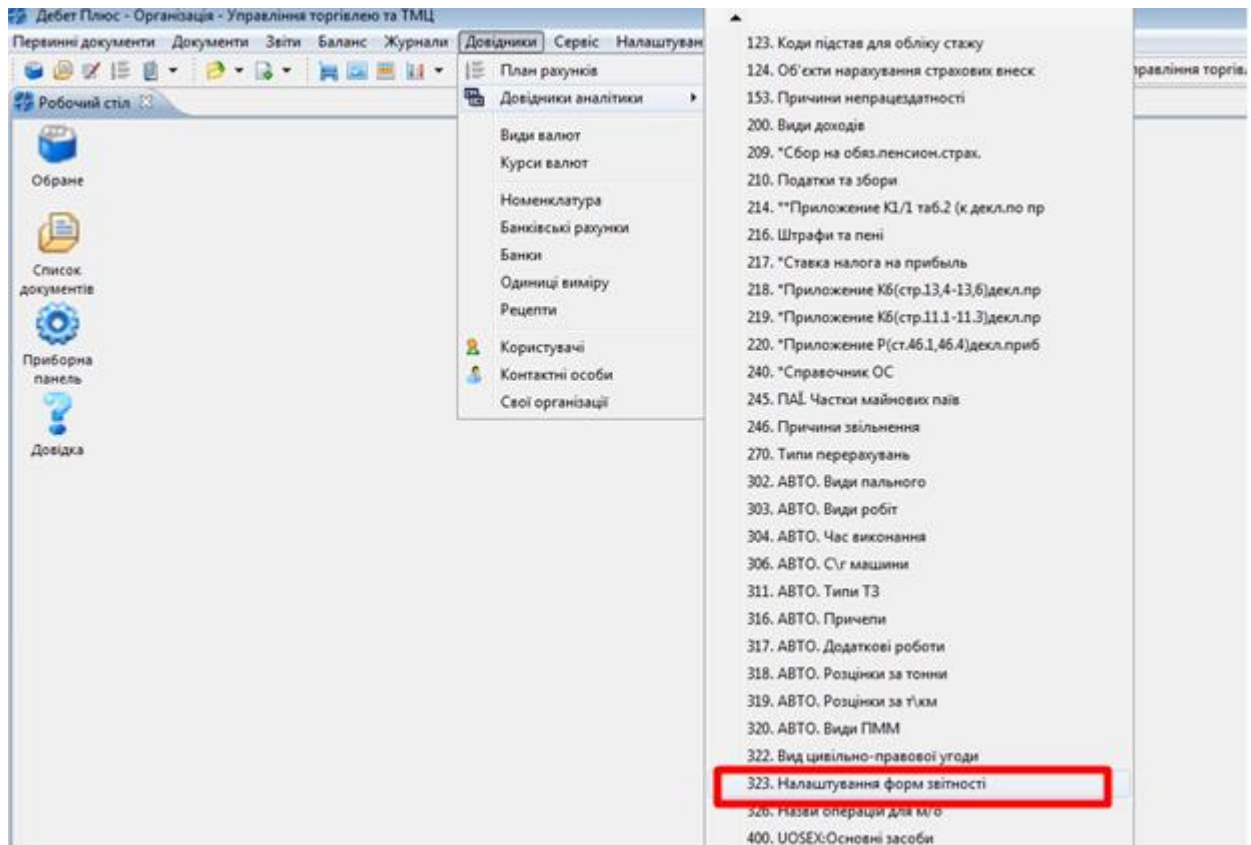 Дебет Плюс - Організація - Управління торгівлею та ТМЦ
Первинні документи Документи Звіти Баланс Журнали Довідники Сервіс Налаштуван
Робочий стіл
Обране
Список
документів
Приборна
панель
Довідка
План рахунків
Довідники аналітики
Види валют
Курси валют
Номенклатура
Банківські рахунки
Банки
Одиниці виміру
Рецепти
Користувачі
Контактні особи
Свої організації
123. Коди підстав для обліку стажу
124. Об'єкти нарахування страхових внеск
153. Причини непрацездатності
200. Види доходів
209. *Сбор на обяз.пенсион.страх.
210. Податки та збори
214. **Приложение К1/1 таб.2 (к декл.по пр
216. Штрафи та пені
217. *Ставка налога на прибыль
218. *Приложение К6(стр.13,4-13,6)декл.пр
219. *Приложение К6(стр.11.1-11.3)декл.пр
220. *Приложение Р(ст.46.1,46.4)декл.приб
240. *Справочник ОС
245. ПАЇ. Частки майнових паїв
246. Причини звільнення
270. Типи перерахувань
302. АВТО. Види пального
303. АВТО. Види робіт
304. АВТО. Час виконання
306. АВТО. С\г машини
311. АВТО. Типи ТЗ
316. АВТО. Причепи
317. АВТО. Додаткові роботи
318. АВТО. Розцінки за тонни
319. АВТО. Розцінки за т\км
320. АВТО. Види ПММ
322. Вид цивільно-правової угоди
323. Налаштування форм звітності
326. Назви операцій для м/о
400. UOSEX:Основні засоби
правління торгів.